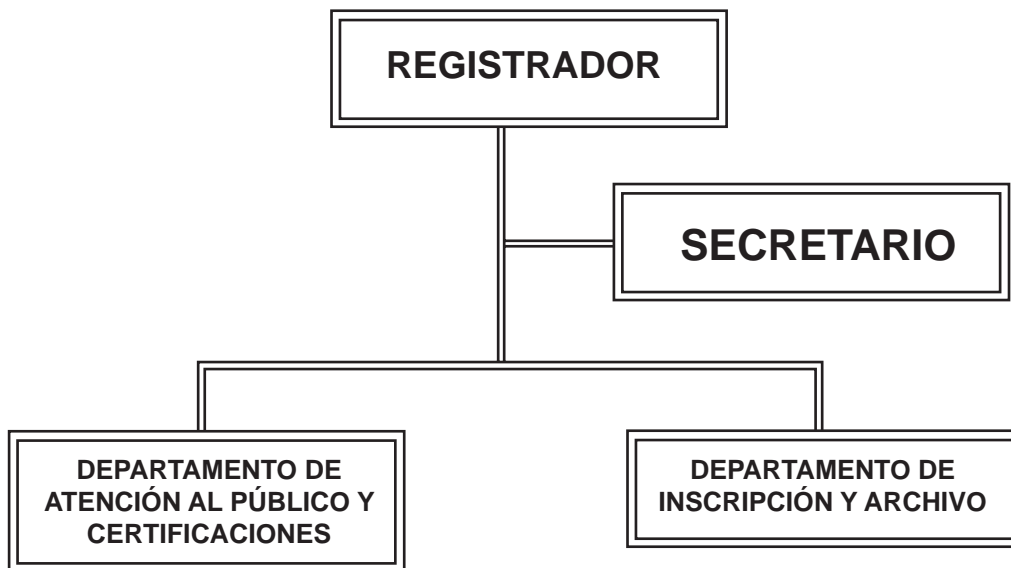 REGISTRADOR
SECRETARIO
DEPARTAMENTO DE
ATENCIÓN AL PÚBLICO Y
CERTIFICACIONES
DEPARTAMENTO DE
INSCRIPCIÓN Y ARCHIVO